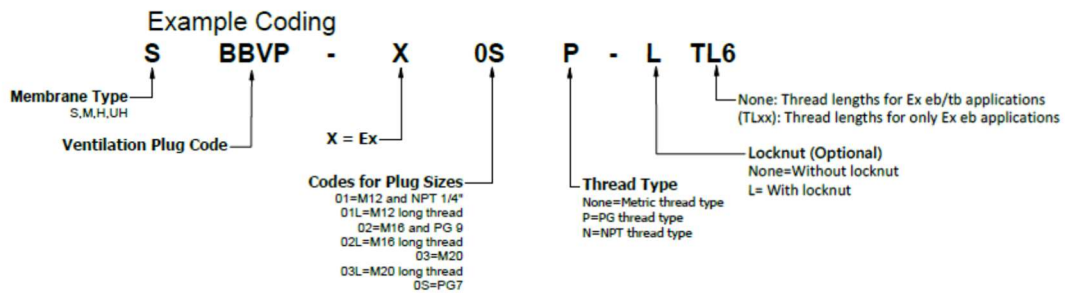 Example Coding
S BBVP - X 0S P - L TL6
Membrane Type
S,M,H,UH
Ventilation Plug Code
X = Ex
Codes for Plug Sizes
01=M12 and NPT 1/4"
01L=M12 long thread
02=M16 and PG 9
02L=M16 long thread
03=M20
03L=M20 long thread
0S=PG7
Thread Type
None=Metric thread type
P=PG thread type
N=NPT thread type
Locknut (Optional)
None=Without locknut
L= With locknut
None: Thread lengths for Ex eb/tb applications
(TLxx): Thread lengths for only Ex eb applications